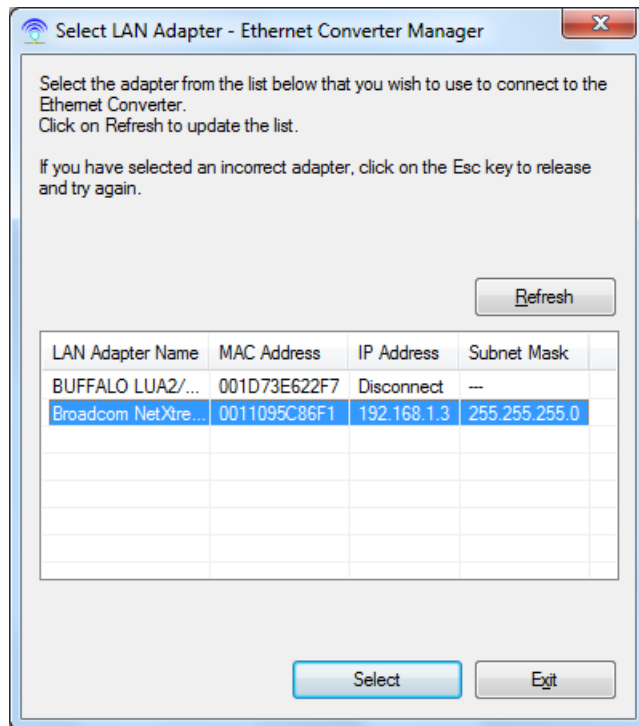 Select LAN Adapter - Ethernet Converter Manager
Select the adapter from the list below that you wish to use to connect to the
Ethernet Converter.
Click on Refresh to update the list.
If you have selected an incorrect adapter, click on the Esc key to release
and try again.
Refresh
LAN Adapter Name MAC Address IP Address Subnet Mask
BUFFALO LUA2/... 001D73E622F7 Disconnect ---
Broadcom NetXtre... 0011095C86F1 192.168.1.3 255.255.255.0
Select Exit